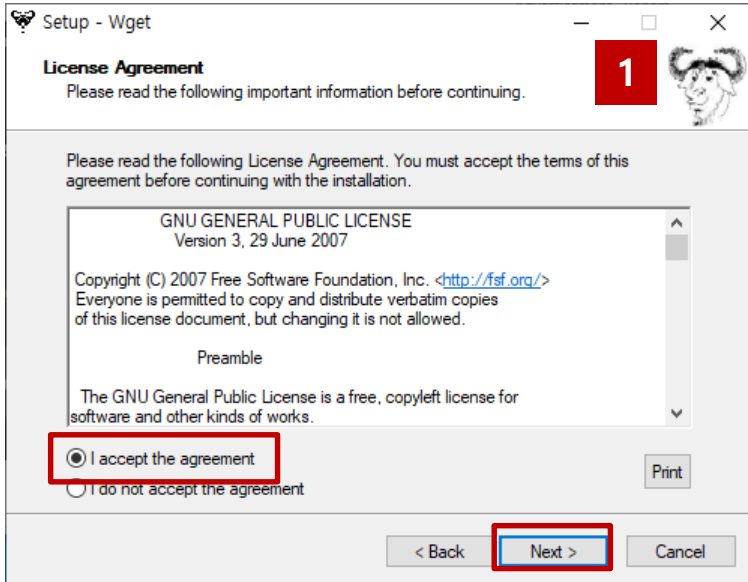 Setup - Wget
License Agreement
Please read the following important information before continuing.
1
Please read the following License Agreement. You must accept the terms of this
agreement before continuing with the installation.
GNU GENERAL PUBLIC LICENSE
Version 3, 29 June 2007
Copyright (C) 2007 Free Software Foundation, Inc. <http://fsf.org/>
Everyone is permitted to copy and distribute verbatim copies
of this license document, but changing it is not allowed.
Preamble
The GNU General Public License is a free, copyleft license for
software and other kinds of works.
I accept the agreement
I do not accept the agreement
Print
< Back
Next >
Cancel